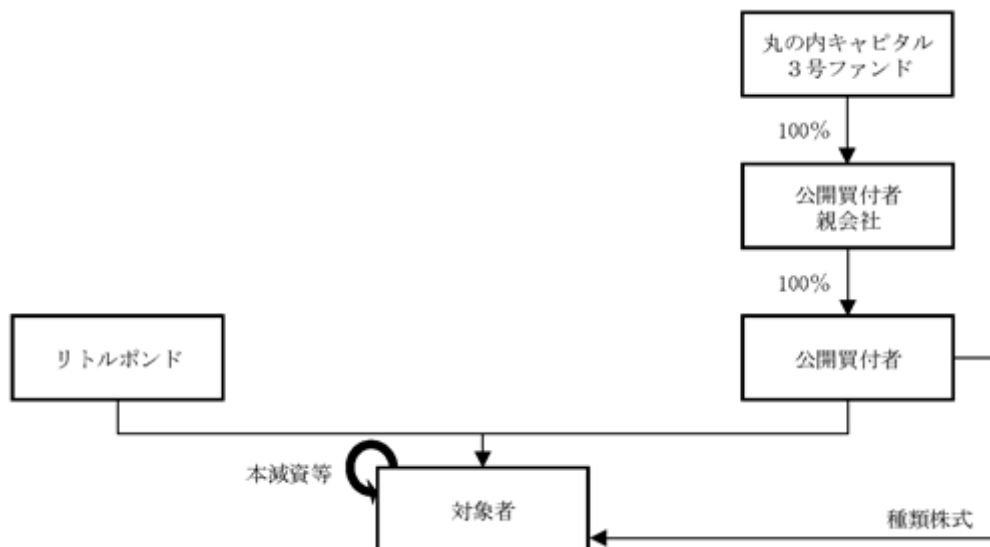 丸の内キャピタル
3号ファンド
100%
公開買付者
親会社
100%
リトルポンド
公開買付者
本減資等
対象者
種類株式